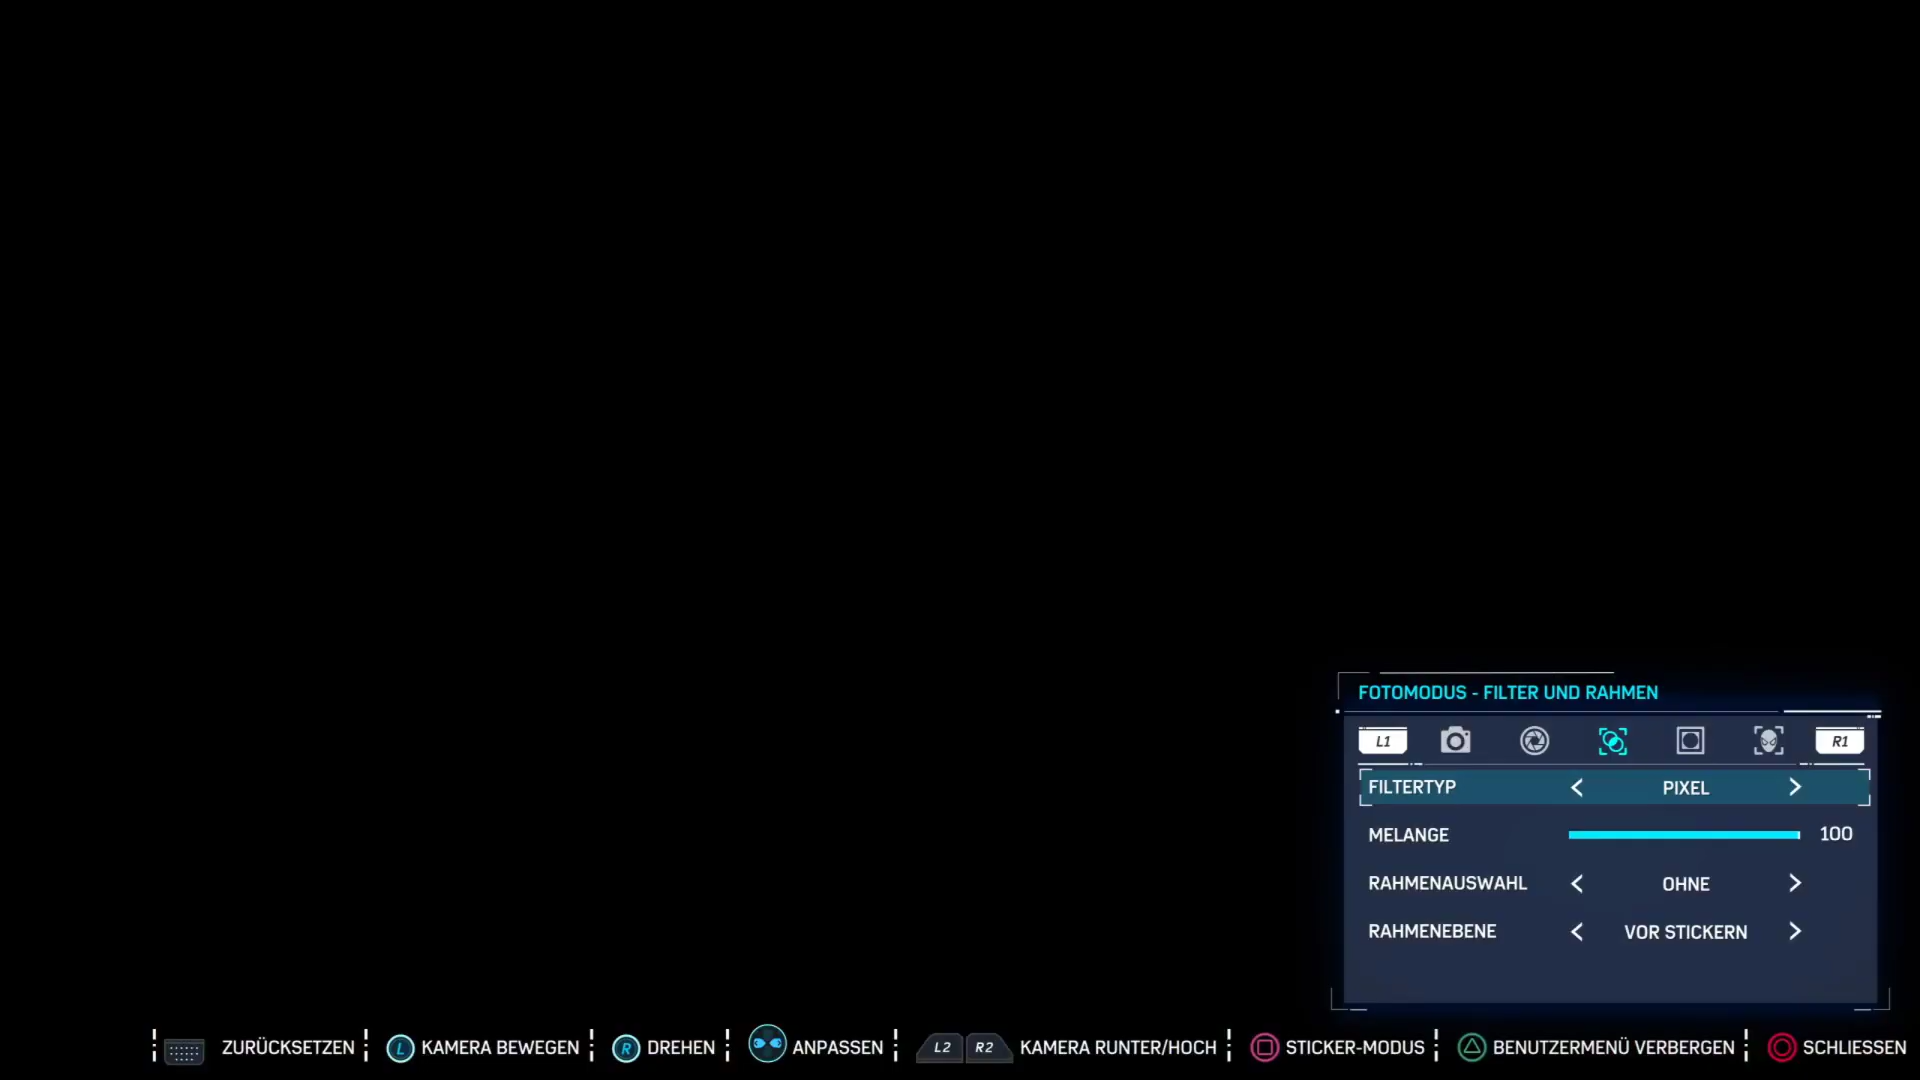 FOTOMODUS - FILTER UND RAHMEN
L1 R1
FILTERTYP PIXEL
MELANGE 100
RAHMENAUSWAHL OHNE
RAHMENEBENE VOR STICKERN
ZURÜCKSETZEN L KAMERA BEWEGEN R DREHEN ANPASSEN L2 R2 KAMERA RUNTER/HOCH STICKER-MODUS BENUTZERMENÜ VERBERGEN SCHLIESSEN